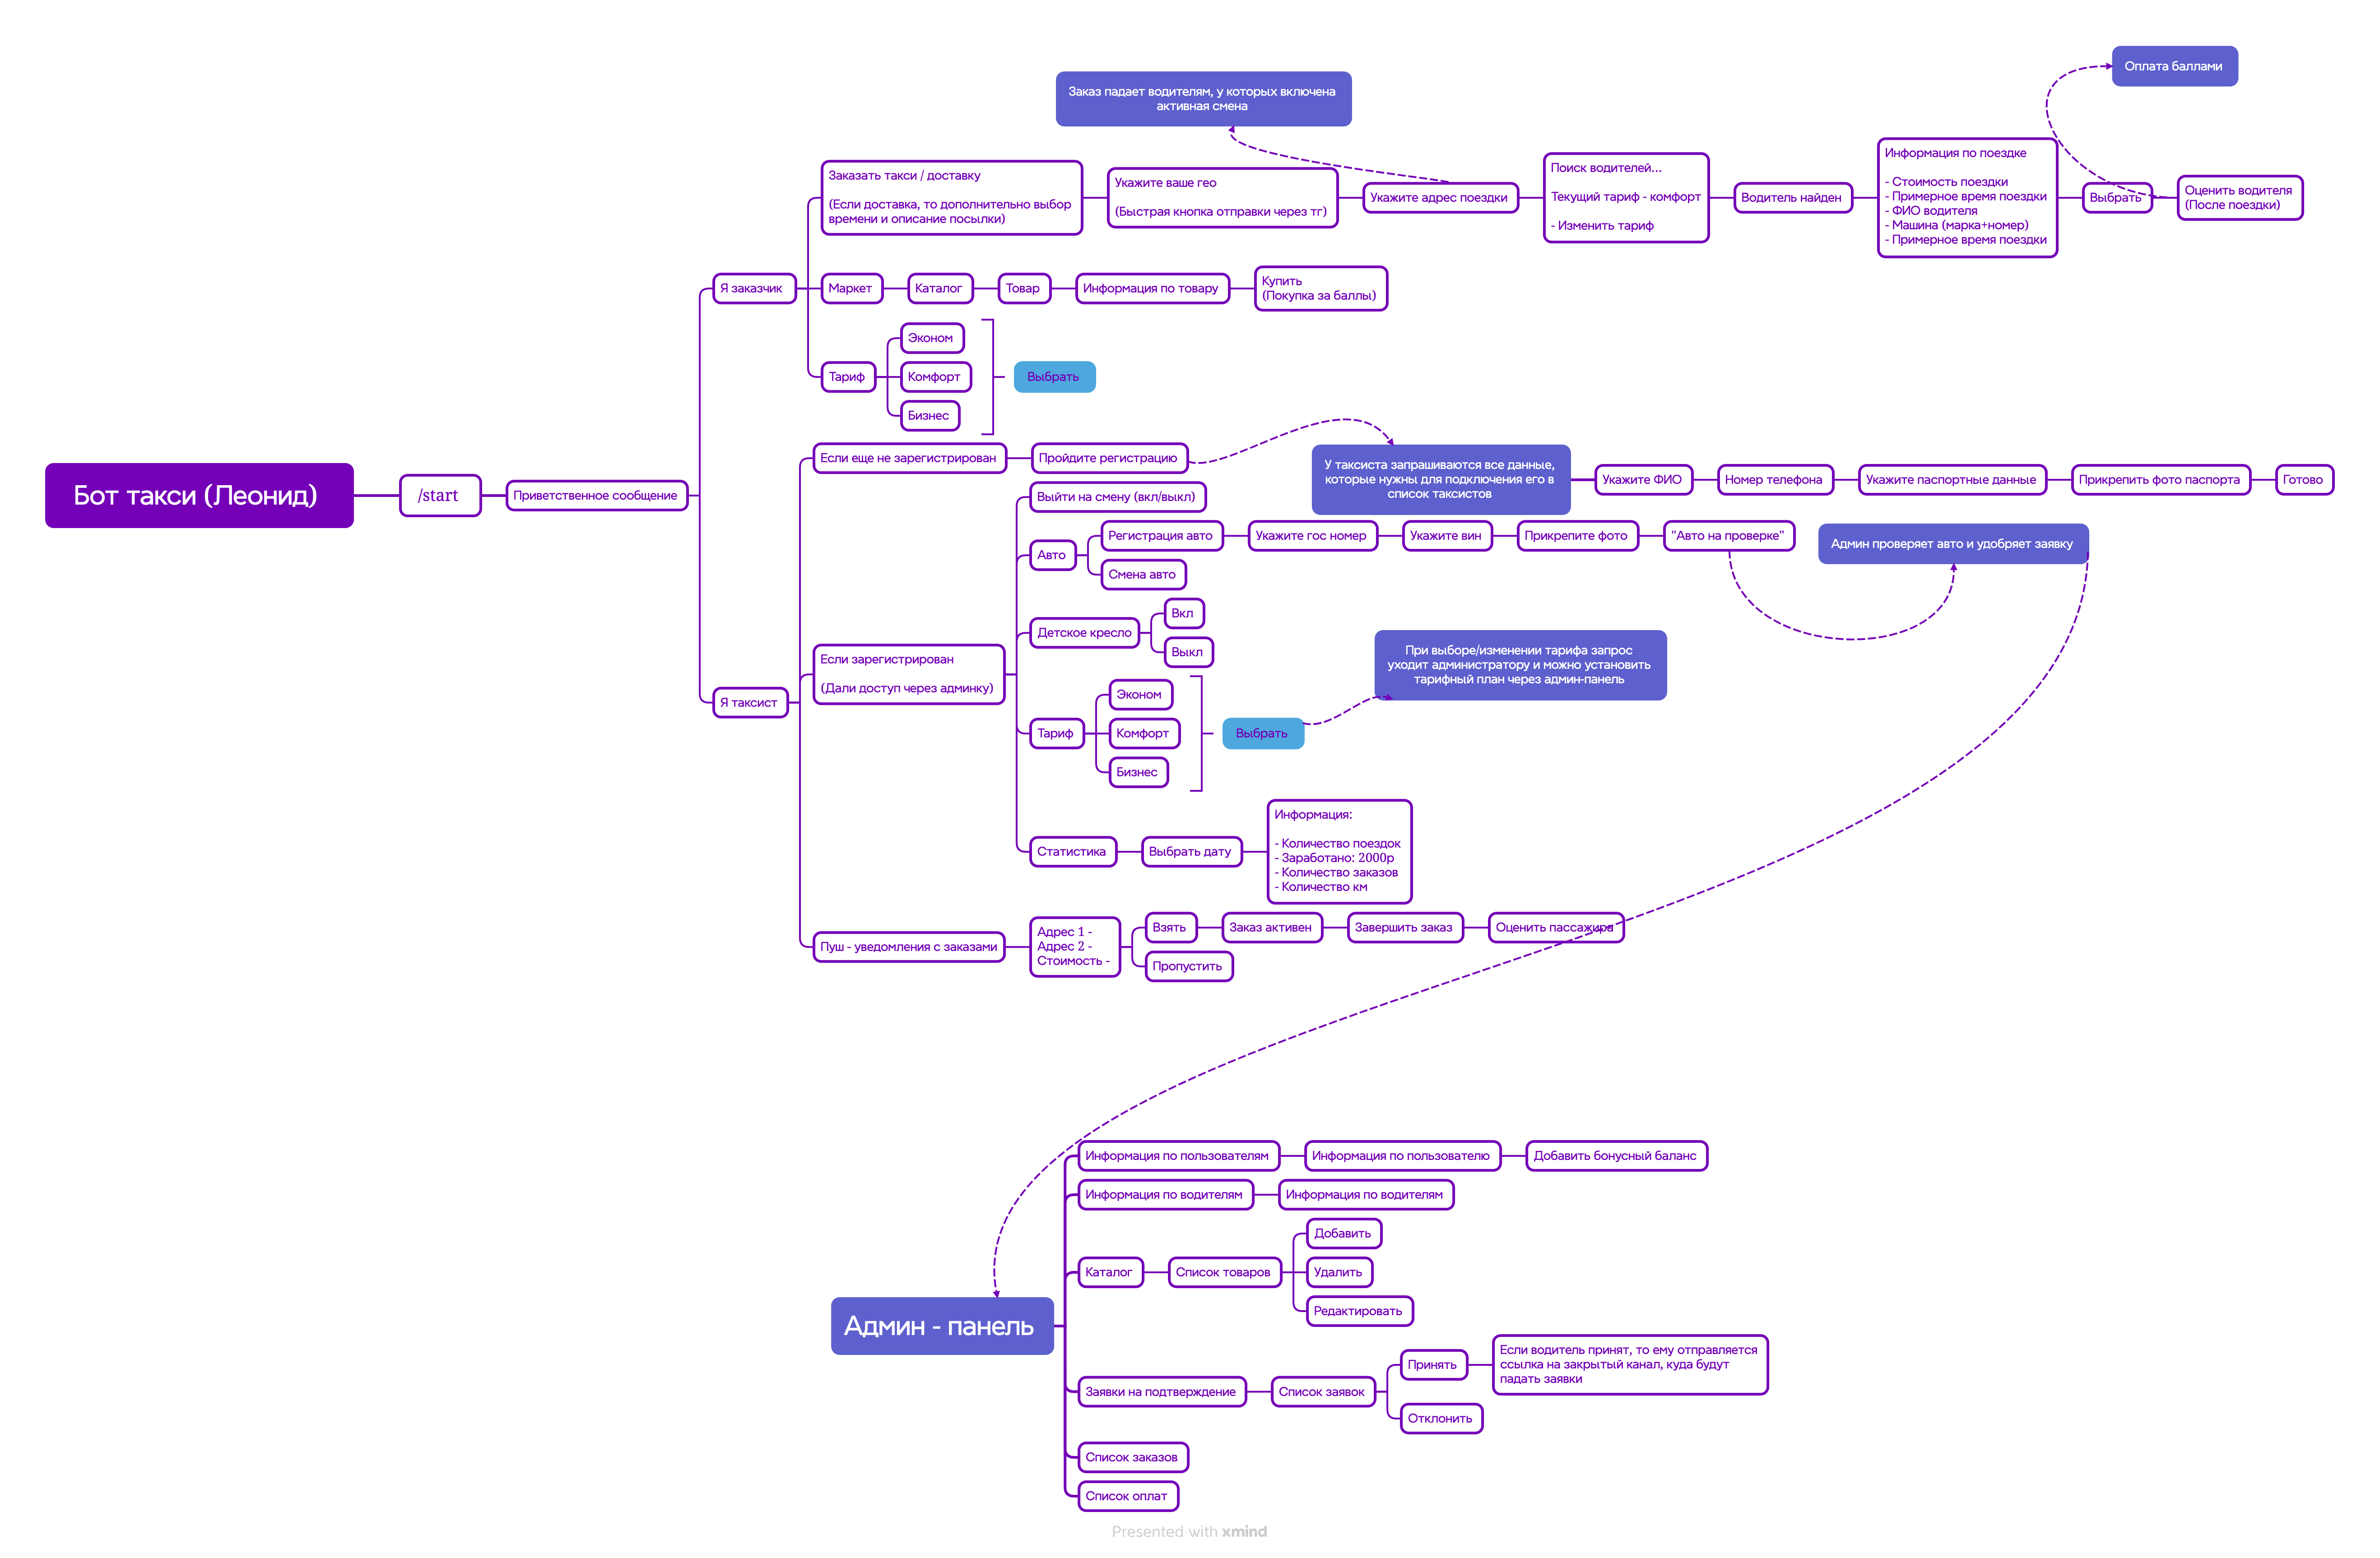 Бот такси (Леонид)
/start
Приветственное сообщение
Я заказчик
Заказать такси / доставку
(Если доставка, то дополнительно выбор
времени и описание посылки)
Укажите ваше гео
(Быстрая кнопка отправки через тг)
Укажите адрес поездки
Заказ падает водителям, у которых включена
активная смена
Поиск водителей...
Текущий тариф - комфорт
- Изменить тариф
Водитель найден
Информация по поездке
- Стоимость поездки
- Примерное время поездки
- ФИО водителя
- Машина (марка+номер)
- Примерное время поездки
Выбрать
Оценить водителя
(После поездки)
Оплата баллами
Маркет
Каталог
Товар
Информация по товару
Купить
(Покупка за баллы)
Тариф
Эконом
Комфорт
Бизнес
Выбрать
Я таксист
Если еще не зарегистрирован
Пройдите регистрацию
У таксиста запрашиваются все данные,
которые нужны для подключения его в
список таксистов
Укажите ФИО
Номер телефона
Укажите паспортные данные
Прикрепить фото паспорта
Готово
Если зарегистрирован
(Дали доступ через админку)
Выйти на смену (вкл/выкл)
Авто
Регистрация авто
Укажите гос номер
Укажите вин
Прикрепите фото
"Авто на проверке"
Админ проверяет авто и удобряет заявку
Смена авто
Детское кресло
Вкл
Выкл
Тариф
Эконом
Комфорт
Бизнес
Выбрать
При выборе/изменении тарифа запрос
уходит администратору и можно установить
тарифный план через админ-панель
Статистика
Выбрать дату
Информация:
- Количество поездок
- Заработано: 2000р
- Количество заказов
- Количество км
Пуш - уведомления с заказами
Адрес 1 -
Адрес 2 -
Стоимость -
Взять
Заказ активен
Завершить заказ
Оценить пассажира
Пропустить
Админ - панель
Информация по пользователям
Информация по пользователю
Добавить бонусный баланс
Информация по водителям
Информация по водителям
Каталог
Список товаров
Добавить
Удалить
Редактировать
Заявки на подтверждение
Список заявок
Принять
Если водитель принят, то ему отправляется
ссылка на закрытый канал, куда будут
падать заявки
Отклонить
Список заказов
Список оплат
Presented with xmind